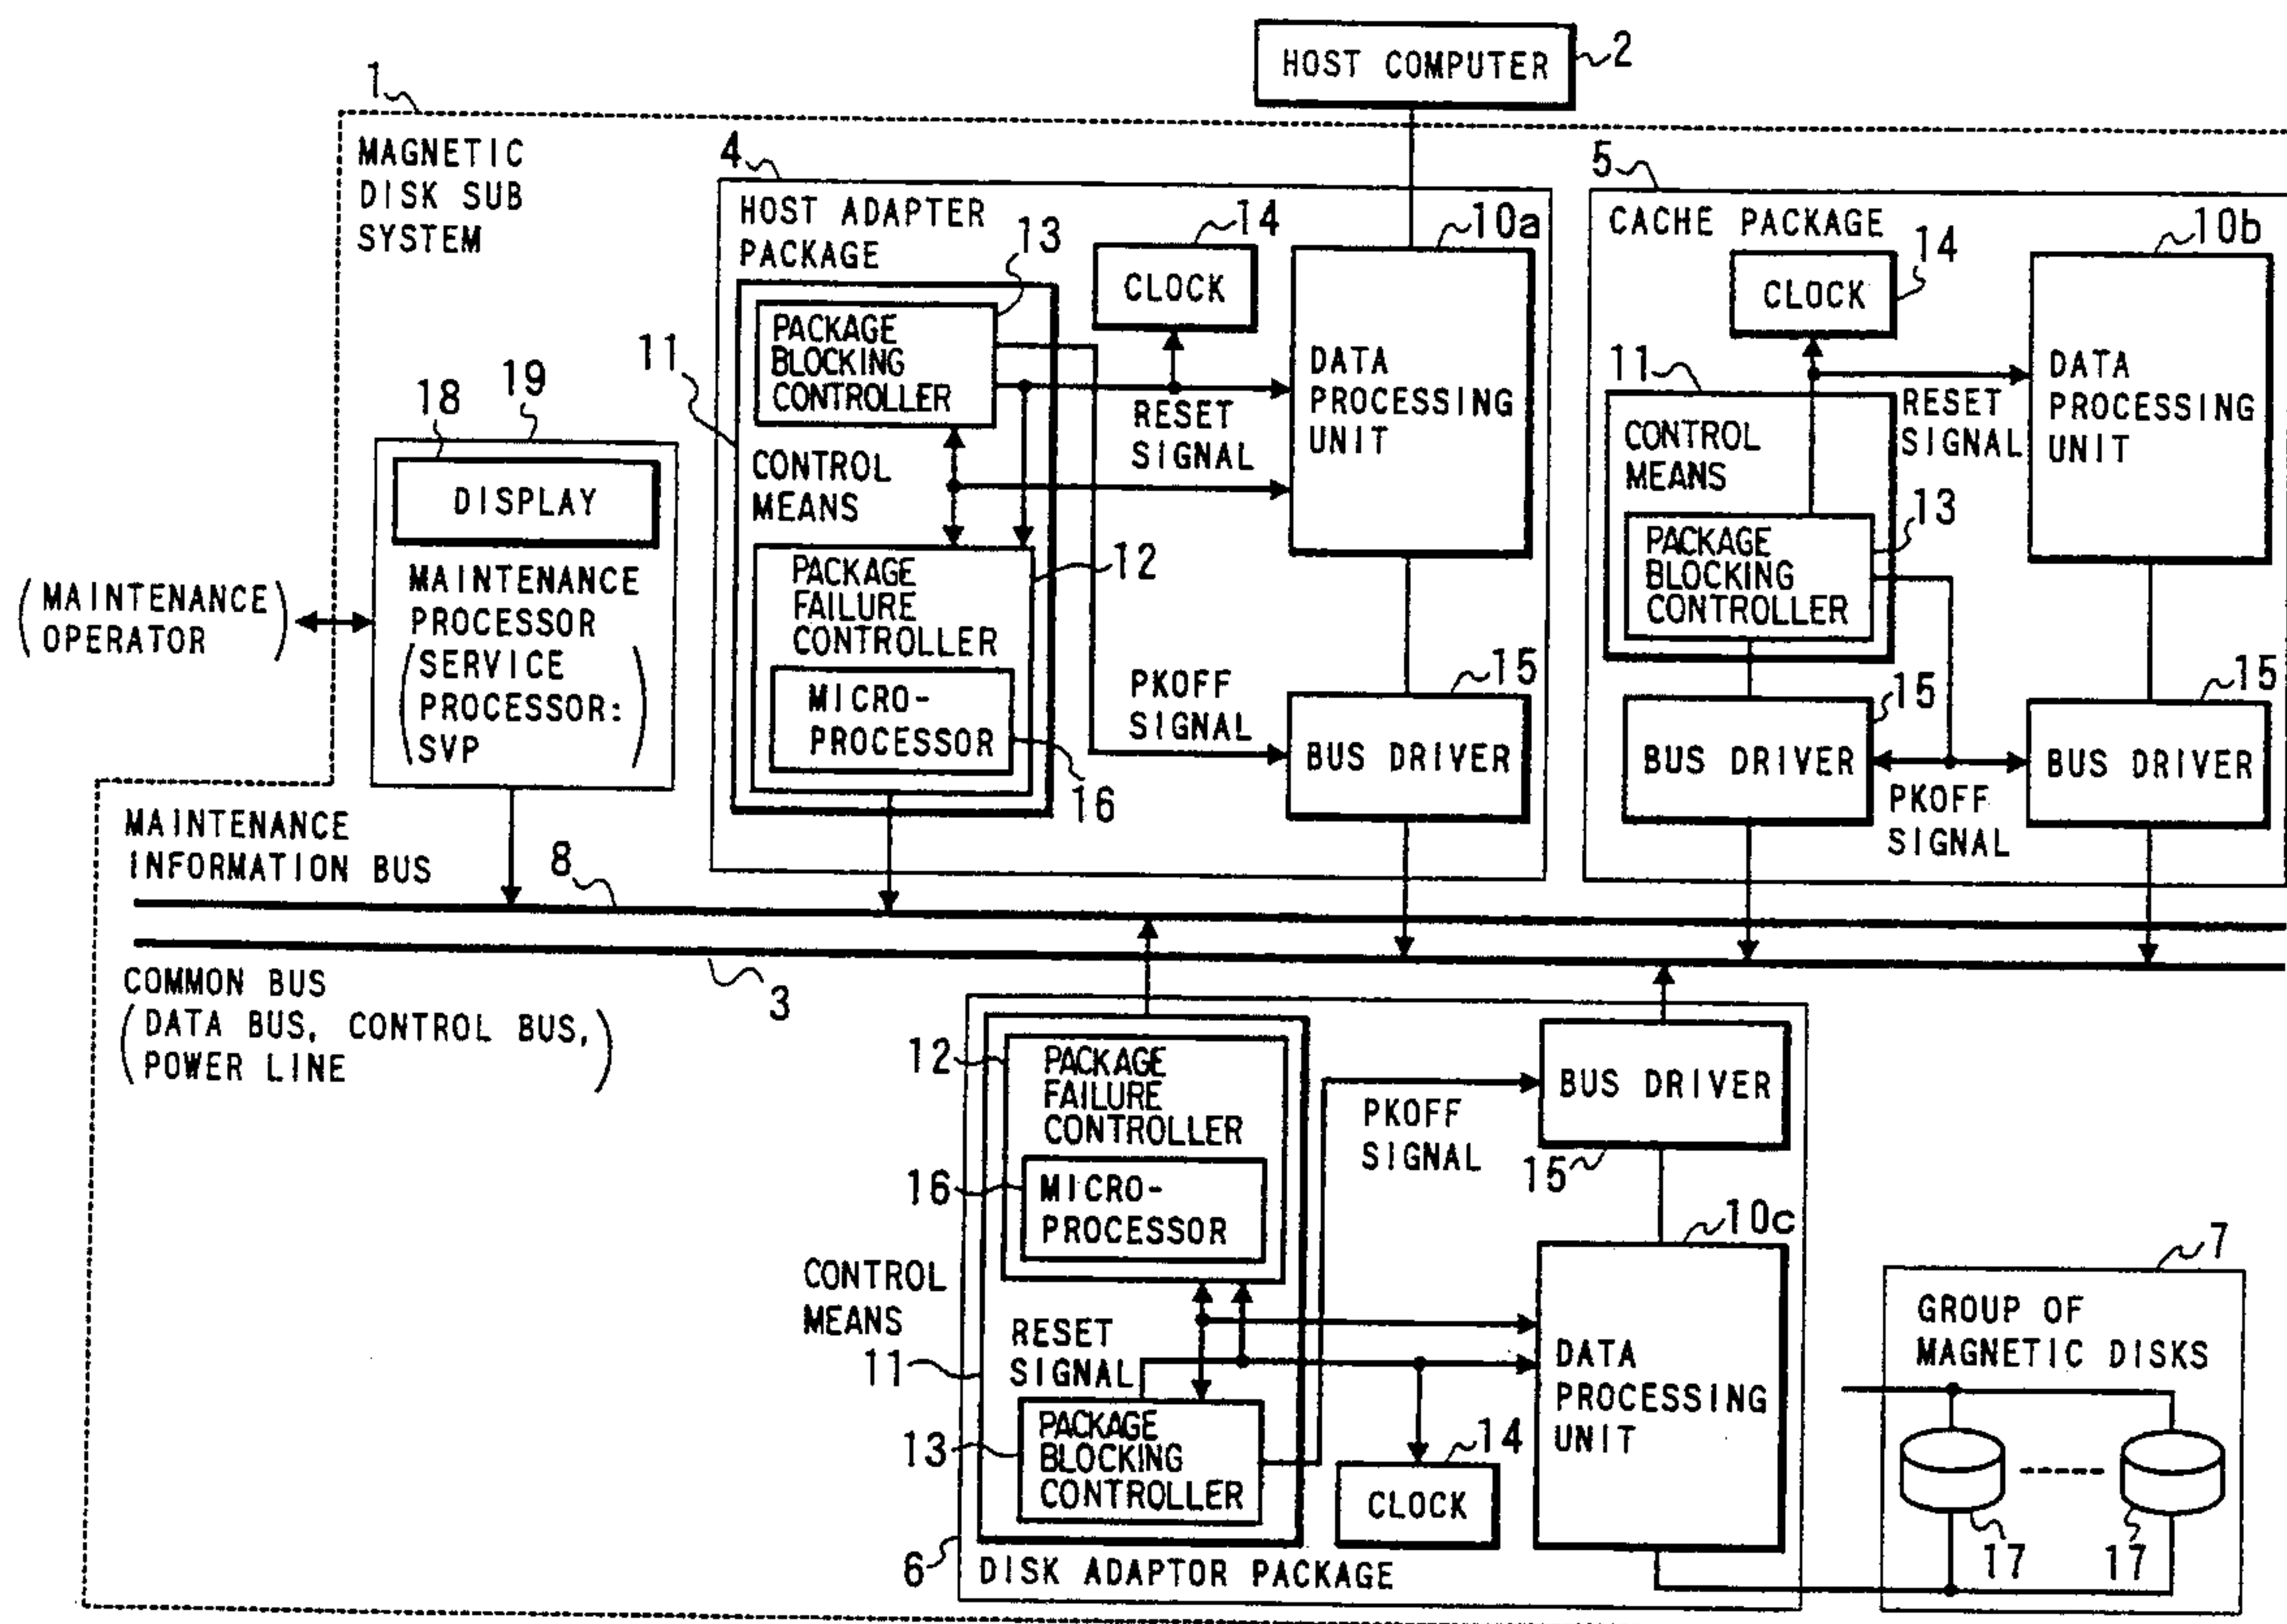 HOST COMPUTER
2
1
MAGNETIC
DISK SUB
SYSTEM
4
HOST ADAPTER
PACKAGE
13
14
10a
CLOCK
PACKAGE
BLOCKING
CONTROLLER
11
CONTROL
MEANS
RESET
SIGNAL
DATA
PROCESSING
UNIT
PACKAGE
FAILURE
CONTROLLER
12
MICRO-
PROCESSOR
16
PKOFF
SIGNAL
15
BUS DRIVER
5
CACHE PACKAGE
14
10b
CLOCK
11
CONTROL
MEANS
RESET
SIGNAL
DATA
PROCESSING
UNIT
13
PACKAGE
BLOCKING
CONTROLLER
15
BUS DRIVER
PKOFF
SIGNAL
15
BUS DRIVER
18
19
DISPLAY
MAINTENANCE
PROCESSOR
(SERVICE
PROCESSOR:
SVP)
(MAINTENANCE
OPERATOR)
MAINTENANCE
INFORMATION BUS
8
3
COMMON BUS
(DATA BUS, CONTROL BUS,
POWER LINE)
12
PACKAGE
FAILURE
CONTROLLER
16
MICRO-
PROCESSOR
CONTROL
MEANS
11
RESET
SIGNAL
13
PACKAGE
BLOCKING
CONTROLLER
PKOFF
SIGNAL
BUS DRIVER
15
10c
DATA
PROCESSING
UNIT
14
CLOCK
6
DISK ADAPTOR PACKAGE
7
GROUP OF
MAGNETIC DISKS
17
17